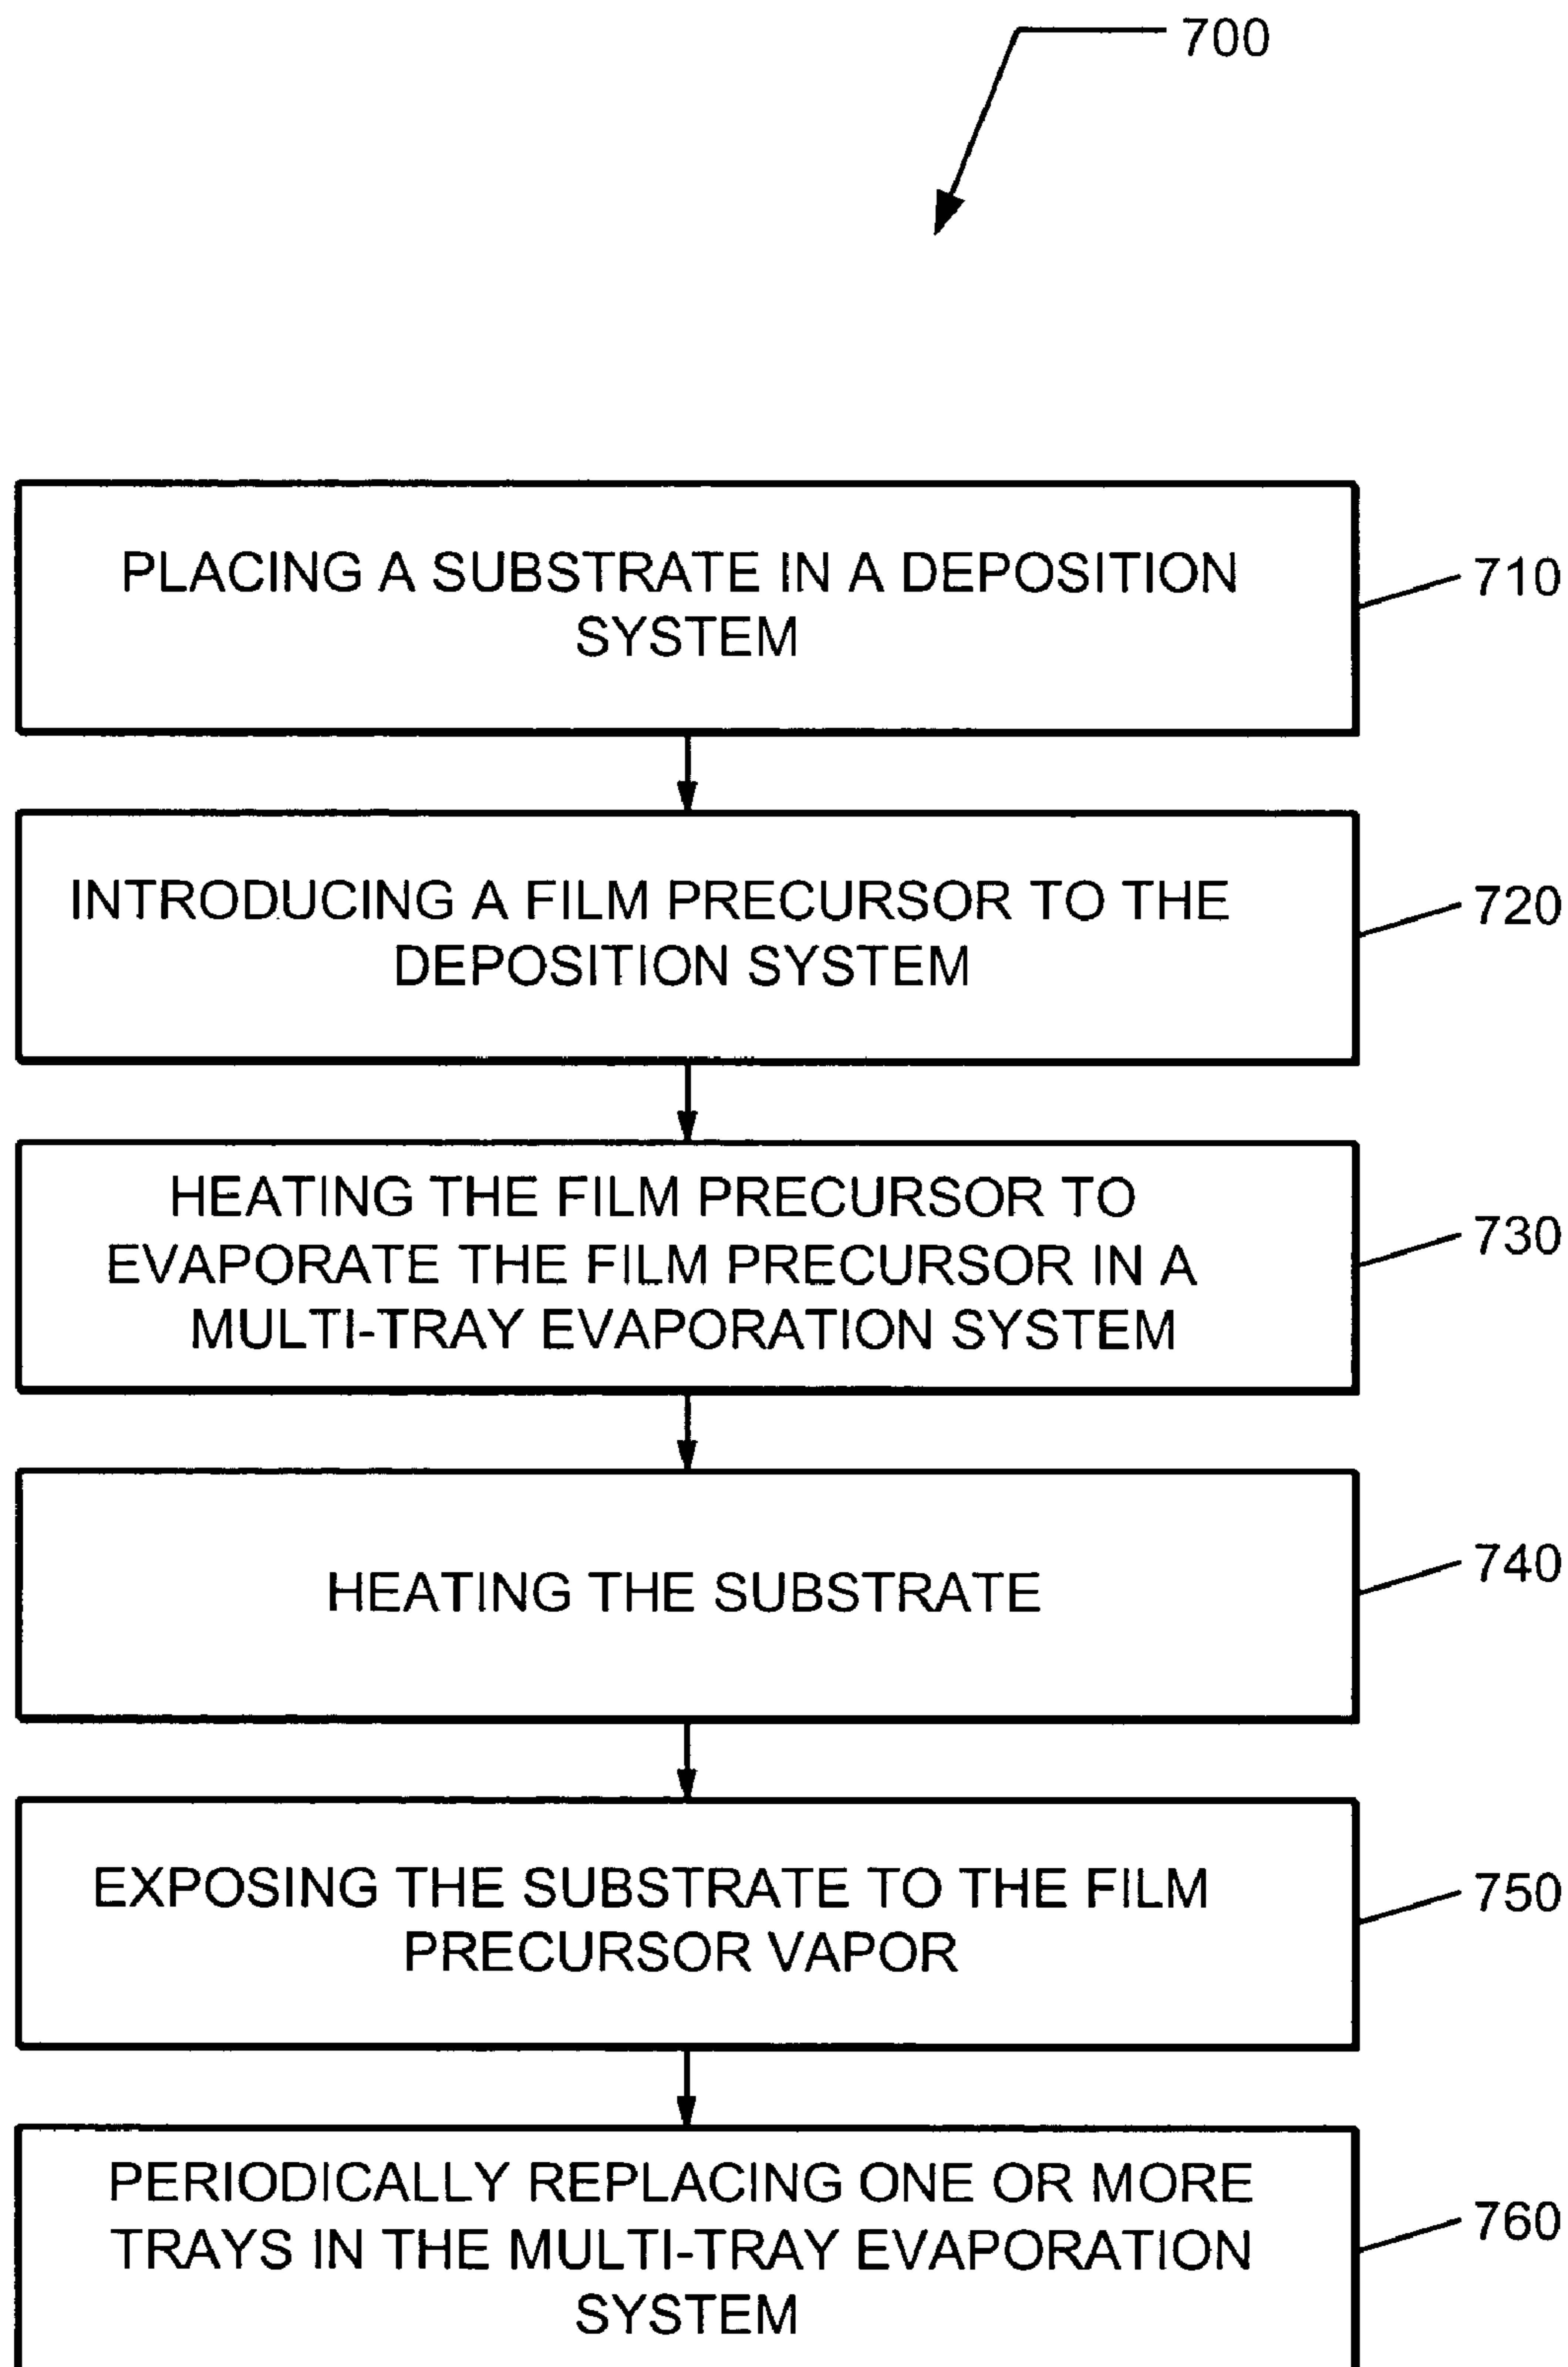 700
PLACING A SUBSTRATE IN A DEPOSITION
SYSTEM
710
INTRODUCING A FILM PRECURSOR TO THE
DEPOSITION SYSTEM
720
HEATING THE FILM PRECURSOR TO
EVAPORATE THE FILM PRECURSOR IN A
MULTI-TRAY EVAPORATION SYSTEM
730
HEATING THE SUBSTRATE
740
EXPOSING THE SUBSTRATE TO THE FILM
PRECURSOR VAPOR
750
PERIODICALLY REPLACING ONE OR MORE
TRAYS IN THE MULTI-TRAY EVAPORATION
SYSTEM
760